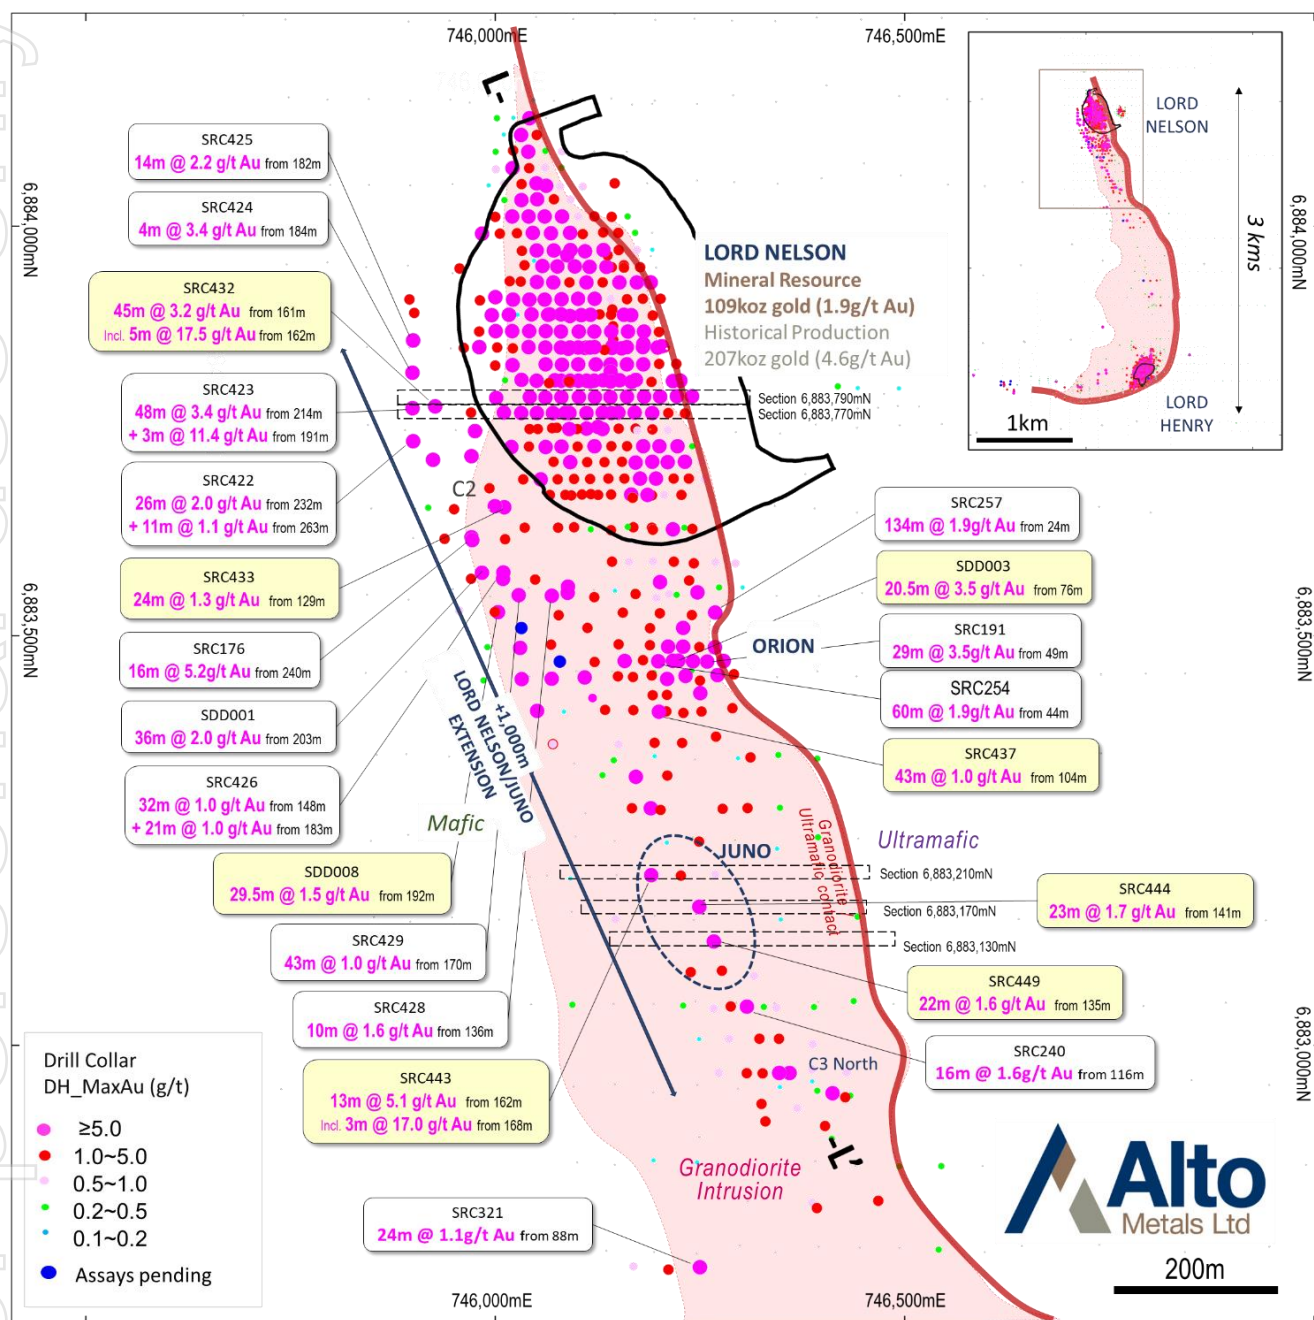 746,000mE
746,500mE
L-
SRC425
14m @ 2.2 g/t Au from 182m
SRC424
4m @ 3.4 g/t Au from 184m
SRC432
45m @ 3.2 g/t Au from 161m
Incl. 5m @ 17.5 g/t Au from 162m
SRC423
48m @ 3.4 g/t Au from 214m
+ 3m @ 11.4 g/t Au from 191m
SRC422
26m @ 2.0 g/t Au from 232m
+ 11m @ 1.1 g/t Au from 263m
SRC433
24m @ 1.3 g/t Au from 129m
SRC176
16m @ 5.2g/t Au from 240m
SDD001
36m @ 2.0 g/t Au from 203m
SRC426
32m @ 1.0 g/t Au from 148m
+ 21m @ 1.0 g/t Au from 183m
SDD008
29.5m @ 1.5 g/t Au from 192m
SRC429
43m @ 1.0 g/t Au from 170m
SRC428
10m @ 1.6 g/t Au from 136m
SRC443
13m @ 5.1 g/t Au from 162m
Incl. 3m @ 17.0 g/t Au from 168m
SRC321
24m @ 1.1g/t Au from 88m
6,884,000mN
6,883,500mN
LORD NELSON
Mineral Resource
109koz gold (1.9g/t Au)
Historical Production
207koz gold (4.6g/t Au)
Section 6,883,790mN
Section 6,883,770mN
C2
+1,000m
LORD NELSON/JUNO
EXTENSION
Mafic
ORION
JUNO
Granodiorite
Ultramafic contact
Ultramafic
Section 6,883,210mN
Section 6,883,170mN
Section 6,883,130mN
C3 North
-L'
Granodiorite
Intrusion
SRC257
134m @ 1.9g/t Au from 24m
SDD003
20.5m @ 3.5 g/t Au from 76m
SRC191
29m @ 3.5g/t Au from 49m
SRC254
60m @ 1.9g/t Au from 44m
SRC437
43m @ 1.0 g/t Au from 104m
SRC444
23m @ 1.7 g/t Au from 141m
SRC449
22m @ 1.6 g/t Au from 135m
SRC240
16m @ 1.6g/t Au from 116m
LORD
NELSON
3 kms
1km
LORD
HENRY
6,884,000mN
6,883,500mN
6,883,000mN
Drill Collar
DH_MaxAu (g/t)
≥5.0
1.0~5.0
0.5~1.0
0.2~0.5
0.1~0.2
Assays pending
Alto
Metals Ltd
200m
746,000mE
746,500mE